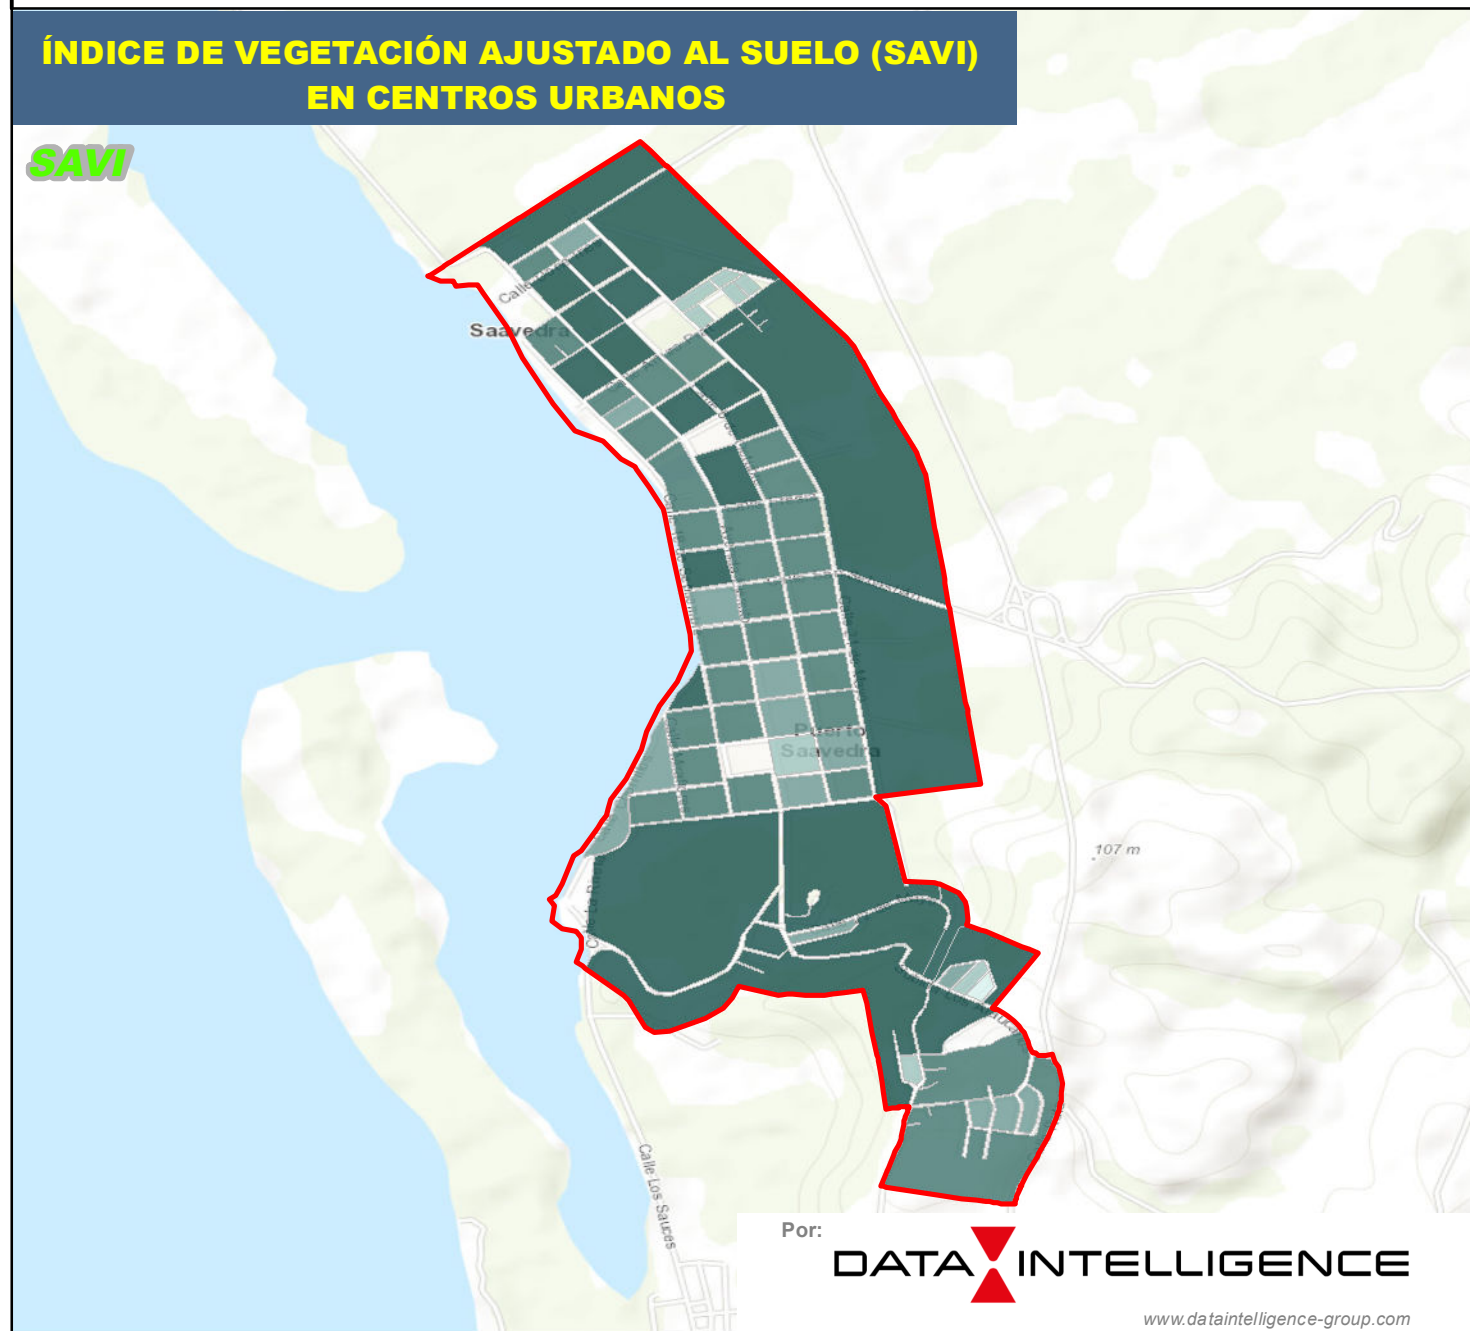 ÍNDICE DE VEGETACIÓN AJUSTADO AL SUELO (SAVI)
EN CENTROS URBANOS
SAVI
Calle
Saavedra
Puerto
Saavedra
107 m
Calle Los Sauces
Por:
DATA INTELLIGENCE
www.dataintelligence-group.com